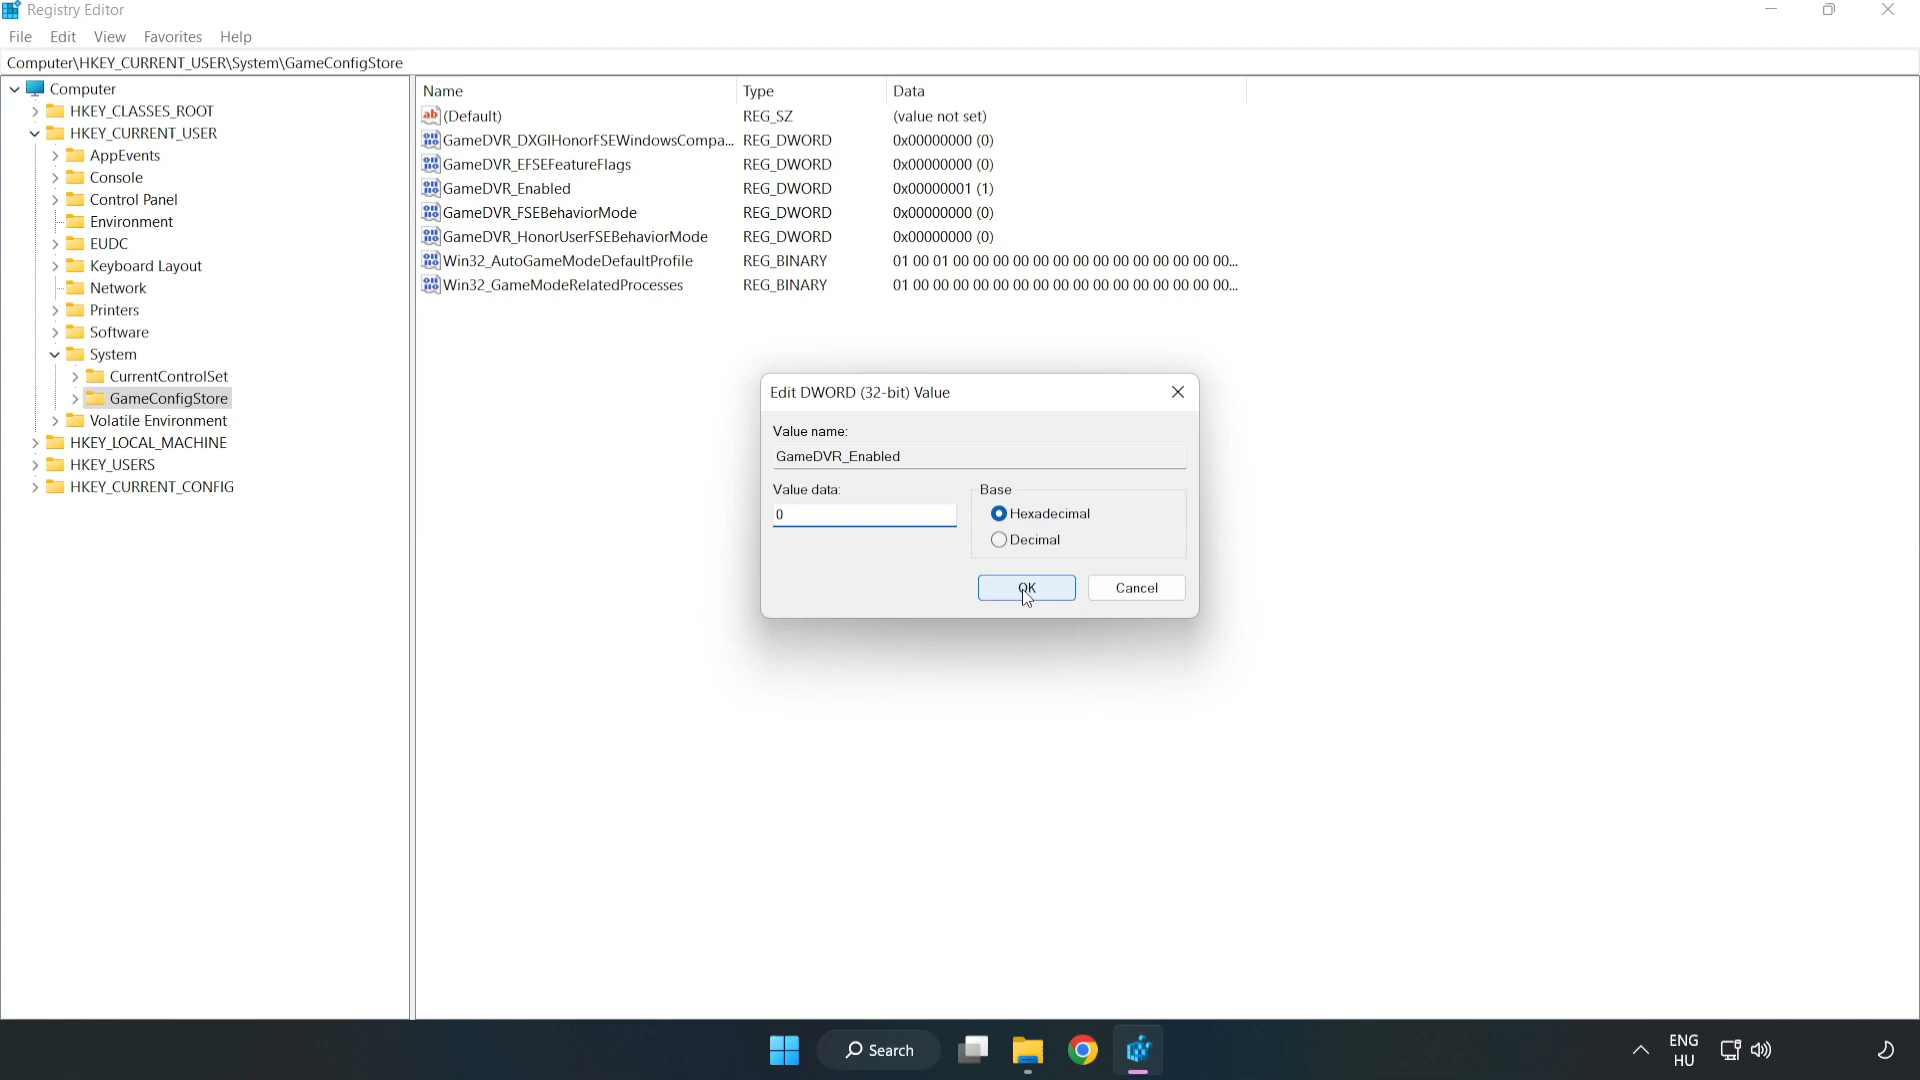 Registry Editor
File Edit View Favorites Help
Computer\HKEY_CURRENT_USER\System\GameConfigStore
Computer
HKEY_CLASSES_ROOT
HKEY_CURRENT_USER
AppEvents
Console
Control Panel
Environment
EUDC
Keyboard Layout
Network
Printers
Software
System
CurrentControlSet
GameConfigStore
Volatile Environment
HKEY_LOCAL_MACHINE
HKEY_USERS
HKEY_CURRENT_CONFIG
Name Type Data
ab (Default) REG_SZ (value not set)
GameDVR_DXGIHonorFSEWindowsCompa... REG_DWORD 0x00000000 (0)
GameDVR_EFSEFeatureFlags REG_DWORD 0x00000000 (0)
GameDVR_Enabled REG_DWORD 0x00000001 (1)
GameDVR_FSEBehaviorMode REG_DWORD 0x00000000 (0)
GameDVR_HonorUserFSEBehaviorMode REG_DWORD 0x00000000 (0)
Win32_AutoGameModeDefaultProfile REG_BINARY 01 00 01 00 00 00 00 00 00 00 00 00 00 00 00 00 00...
Win32_GameModeRelatedProcesses REG_BINARY 01 00 00 00 00 00 00 00 00 00 00 00 00 00 00 00 00...
Edit DWORD (32-bit) Value
Value name:
GameDVR_Enabled
Value data:
0
Base
Hexadecimal
Decimal
OK Cancel
Search
ENG
HU